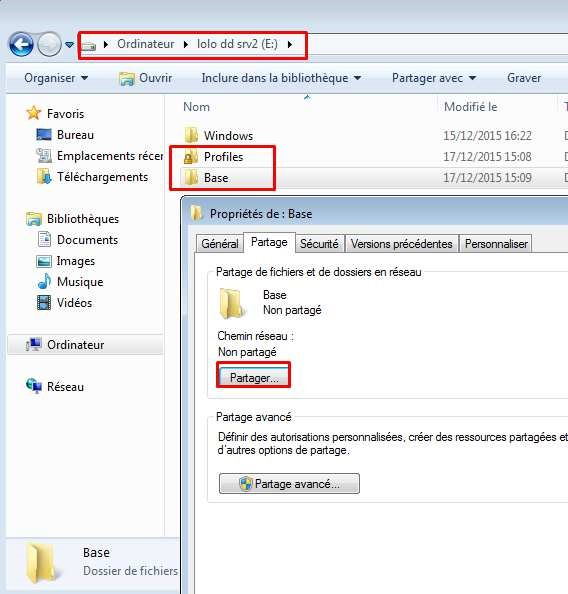 Ordinateur lolo dd srv2 (E:)
Organiser Ouvrir Inclure dans la bibliothèque Partager avec Graver
Nom Modifié le
Favoris
Bureau
Emplacements récer
Téléchargements
Bibliothèques
Documents
Images
Musique
Vidéos
Ordinateur
Réseau
Windows 15/12/2015 16:22
Profiles 17/12/2015 15:08
Base 17/12/2015 15:09
Propriétés de : Base
Général Partage Sécurité Versions précédentes Personnaliser
Partage de fichiers et de dossiers en réseau
Base
Non partagé
Chemin réseau :
Non partagé
Partager...
Partage avancé
Définir des autorisations personnalisées, créer des ressources partagées et
d'autres options de partage.
Partage avancé...
Base
Dossier de fichiers